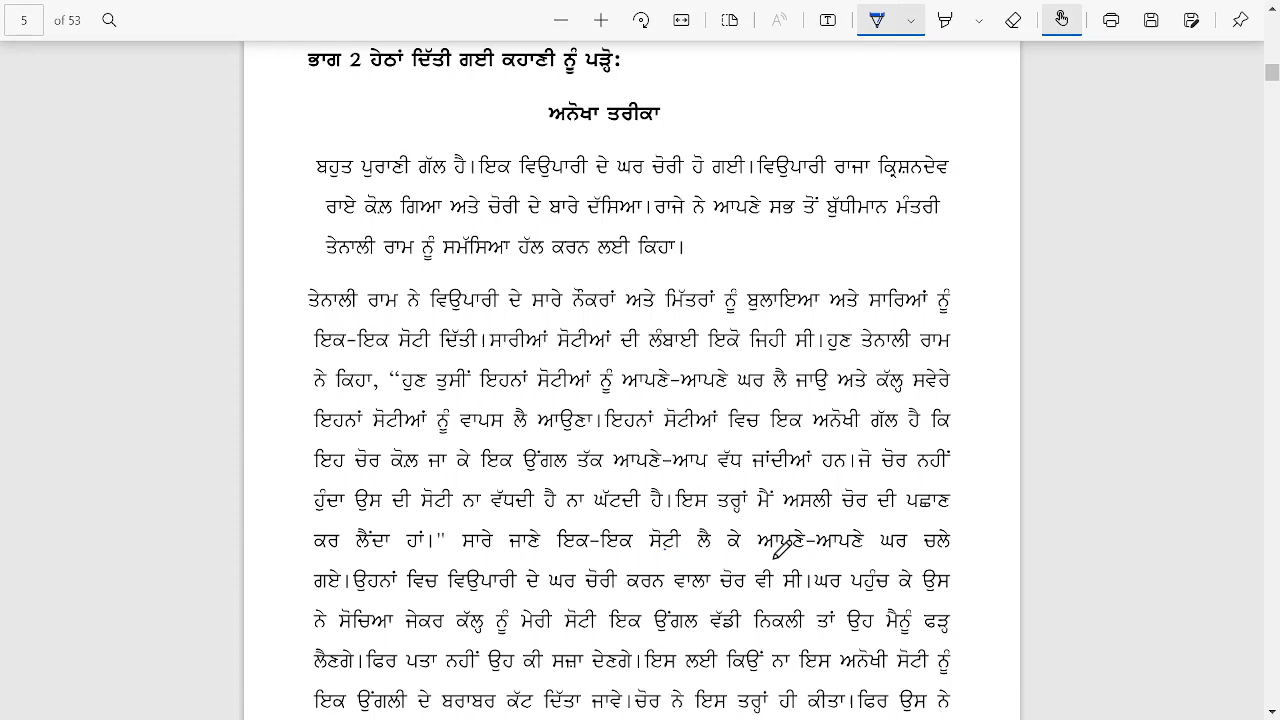 5 of 53
ਭਾਗ 2 ਹੇਠਾਂ ਦਿੱਤੀ ਗਈ ਕਹਾਣੀ ਨੂੰ ਪੜ੍ਹੋ:
ਅਨੋਖਾ ਤਰੀਕਾ
ਬਹੁਤ ਪੁਰਾਣੀ ਗੱਲ ਹੈ।ਇਕ ਵਿਉਪਾਰੀ ਦੇ ਘਰ ਚੋਰੀ ਹੋ ਗਈ।ਵਿਉਪਾਰੀ ਰਾਜਾ ਕ੍ਰਿਸ਼ਨਦੇਵ
ਰਾਏ ਕੋਲ਼ ਗਿਆ ਅਤੇ ਚੋਰੀ ਦੇ ਬਾਰੇ ਦੱਸਿਆ।ਰਾਜੇ ਨੇ ਆਪਣੇ ਸਭ ਤੋਂ ਬੁੱਧੀਮਾਨ ਮੰਤਰੀ
ਤੇਨਾਲੀ ਰਾਮ ਨੂੰ ਸਮੱਸਿਆ ਹੱਲ ਕਰਨ ਲਈ ਕਿਹਾ।
ਤੇਨਾਲੀ ਰਾਮ ਨੇ ਵਿਉਪਾਰੀ ਦੇ ਸਾਰੇ ਨੌਕਰਾਂ ਅਤੇ ਮਿੱਤਰਾਂ ਨੂੰ ਬੁਲਾਇਆ ਅਤੇ ਸਾਰਿਆਂ ਨੂੰ
ਇਕ-ਇਕ ਸੋਟੀ ਦਿੱਤੀ।ਸਾਰੀਆਂ ਸੋਟੀਆਂ ਦੀ ਲੰਬਾਈ ਇਕੋ ਜਿਹੀ ਸੀ।ਹੁਣ ਤੇਨਾਲੀ ਰਾਮ
ਨੇ ਕਿਹਾ, “ਹੁਣ ਤੁਸੀਂ ਇਹਨਾਂ ਸੋਟੀਆਂ ਨੂੰ ਆਪਣੇ-ਆਪਣੇ ਘਰ ਲੈ ਜਾਉ ਅਤੇ ਕੱਲ੍ਹ ਸਵੇਰੇ
ਇਹਨਾਂ ਸੋਟੀਆਂ ਨੂੰ ਵਾਪਸ ਲੈ ਆਉਣਾ।ਇਹਨਾਂ ਸੋਟੀਆਂ ਵਿਚ ਇਕ ਅਨੋਖੀ ਗੱਲ ਹੈ ਕਿ
ਇਹ ਚੋਰ ਕੋਲ਼ ਜਾ ਕੇ ਇਕ ਉਂਗਲ ਤੱਕ ਆਪਣੇ-ਆਪ ਵੱਧ ਜਾਂਦੀਆਂ ਹਨ।ਜੋ ਚੋਰ ਨਹੀਂ
ਹੁੰਦਾ ਉਸ ਦੀ ਸੋਟੀ ਨਾ ਵੱਧਦੀ ਹੈ ਨਾ ਘੱਟਦੀ ਹੈ।ਇਸ ਤਰ੍ਹਾਂ ਮੈਂ ਅਸਲੀ ਚੋਰ ਦੀ ਪਛਾਣ
ਕਰ ਲੈਂਦਾ ਹਾਂ।" ਸਾਰੇ ਜਾਣੇ ਇਕ-ਇਕ ਸੋਟੀ ਲੈ ਕੇ ਆਪਣੇ-ਆਪਣੇ ਘਰ ਚਲੇ
ਗਏ।ਉਹਨਾਂ ਵਿਚ ਵਿਉਪਾਰੀ ਦੇ ਘਰ ਚੋਰੀ ਕਰਨ ਵਾਲਾ ਚੋਰ ਵੀ ਸੀ।ਘਰ ਪਹੁੰਚ ਕੇ ਉਸ
ਨੇ ਸੋਚਿਆ ਜੇਕਰ ਕੱਲ੍ਹ ਨੂੰ ਮੇਰੀ ਸੋਟੀ ਇਕ ਉਂਗਲ ਵੱਡੀ ਨਿਕਲੀ ਤਾਂ ਉਹ ਮੈਨੂੰ ਫੜ੍ਹ
ਲੈਣਗੇ।ਫਿਰ ਪਤਾ ਨਹੀਂ ਉਹ ਕੀ ਸਜ਼ਾ ਦੇਣਗੇ।ਇਸ ਲਈ ਕਿਉਂ ਨਾ ਇਸ ਅਨੋਖੀ ਸੋਟੀ ਨੂੰ
ਇਕ ਉਂਗਲੀ ਦੇ ਬਰਾਬਰ ਕੱਟ ਦਿੱਤਾ ਜਾਵੇ।ਚੋਰ ਨੇ ਇਸ ਤਰ੍ਹਾਂ ਹੀ ਕੀਤਾ।ਫਿਰ ਉਸ ਨੇ